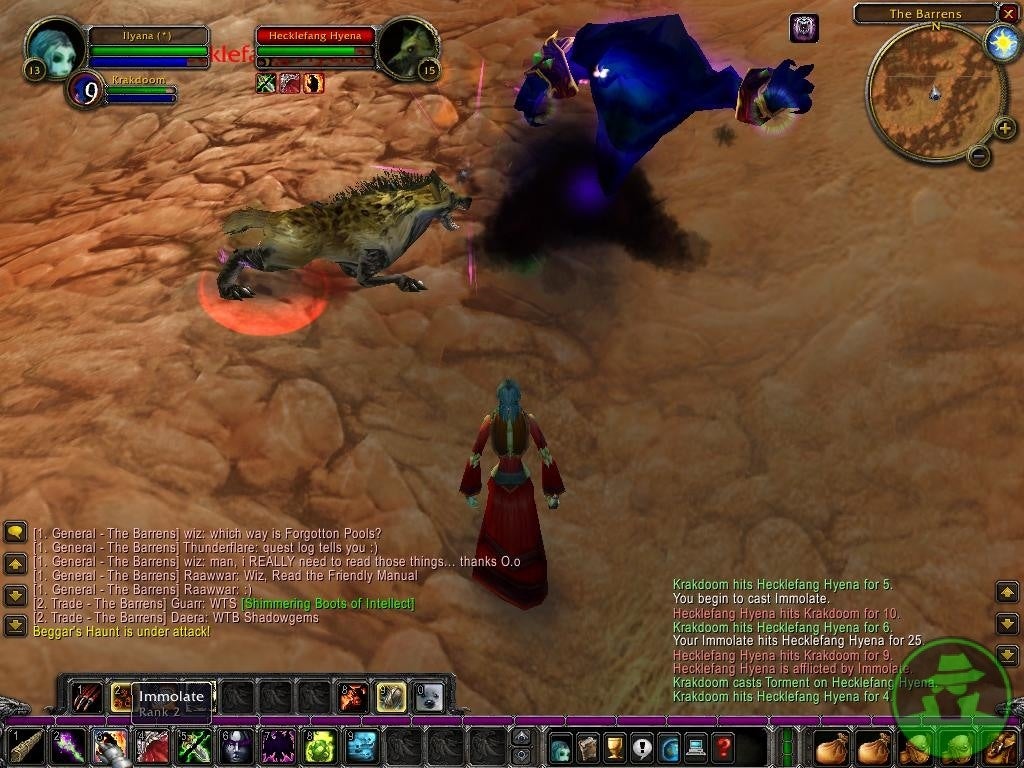 Ilyana (*)
Hecklefang Hyena
The Barrens
N
13
15
Krakdoom
9
[1. General - The Barrens] wiz: which way is Forgotton Pools?
[1. General - The Barrens] Thunderflare: quest log tells you :)
[1. General - The Barrens] wiz: man, i REALLY need to read those things... thanks O.o
[1. General - The Barrens] Raawwar: Wiz, Read the Friendly Manual
[1. General - The Barrens] Raawwar: :)
[2. Trade - The Barrens] Guarr: WTS [Shimmering Boots of Intellect]
[2. Trade - The Barrens] Daera: WTB Shadowgems
Beggar's Haunt is under attack!
Krakdoom hits Hecklefang Hyena for 5.
You begin to cast Immolate.
Hecklefang Hyena hits Krakdoom for 10.
Krakdoom hits Hecklefang Hyena for 6.
Your Immolate hits Hecklefang Hyena for 25
Hecklefang Hyena hits Krakdoom for 9.
Hecklefang Hyena is afflicted by Immolate.
Krakdoom casts Torment on Hecklefang Hyena.
Krakdoom hits Hecklefang Hyena for 4
Immolate
Rank 2